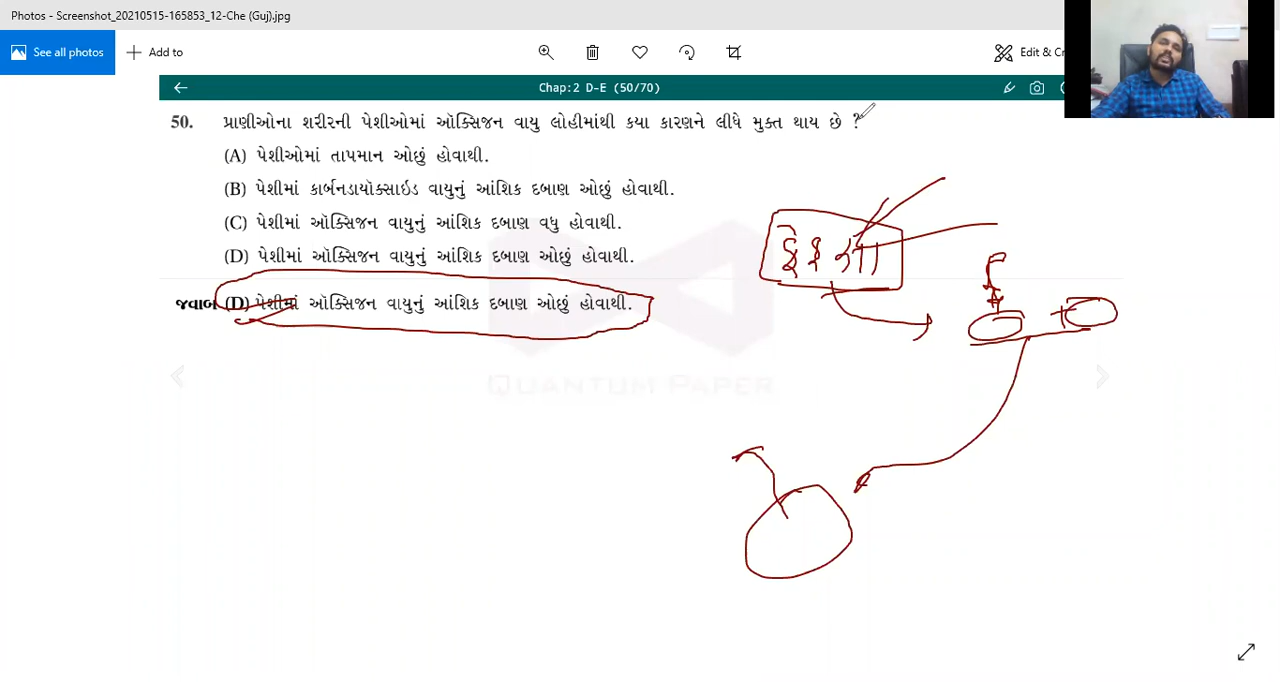 Photos - Screenshot_20210515-165853_12-Che (Guj).jpg
See all photos
Add to
Edit & Cr
Chap:2 D-E (50/70)
50. પ્રાણીઓના શરીરની પેશીઓમાં ઑક્સિજન વાયુ લોહીમાંથી કયા કારણને લીધે મુક્ત થાય છે ?
(A) પેશીઓમાં તાપમાન ઓછું હોવાથી.
(B) પેશીમાં કાર્બનડાયૉક્સાઇડ વાયુનું આંશિક દબાણ ઓછું હોવાથી.
(C) પેશીમાં ઑક્સિજન વાયુનું આંશિક દબાણ વધુ હોવાથી.
(D) પેશીમાં ઑક્સિજન વાયુનું આંશિક દબાણ ઓછું હોવાથી.
જવાબ (D) પેશીમાં ઑક્સિજન વાયુનું આંશિક દબાણ ઓછું હોવાથી.
QUANTUM PAPER